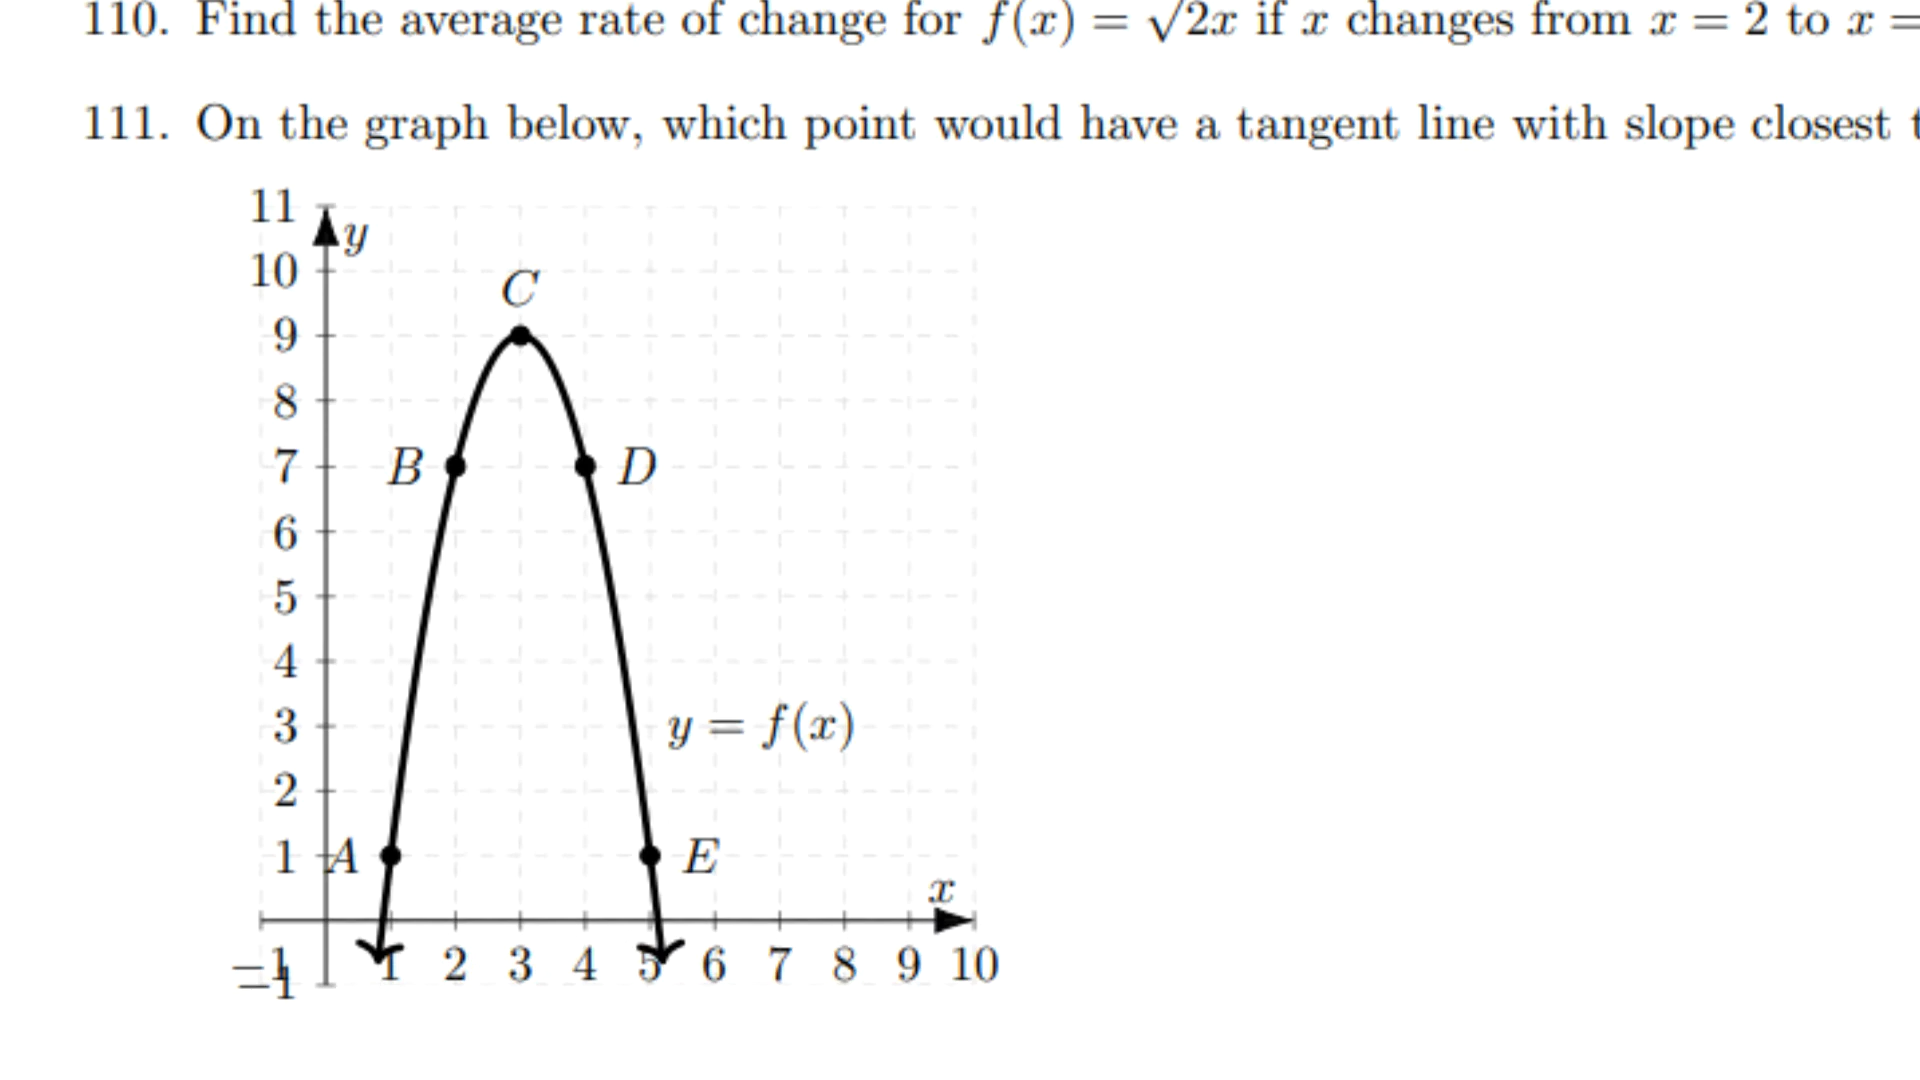 110. Find the average rate of change for f(x) = √2x if x changes from x = 2 to x =
111. On the graph below, which point would have a tangent line with slope closest t
11
y
10
C
9
8
B 7 D
6
5
4
3 y = f(x)
2
1 A E
x
−1 1 2 3 4 5 6 7 8 9 10
−1